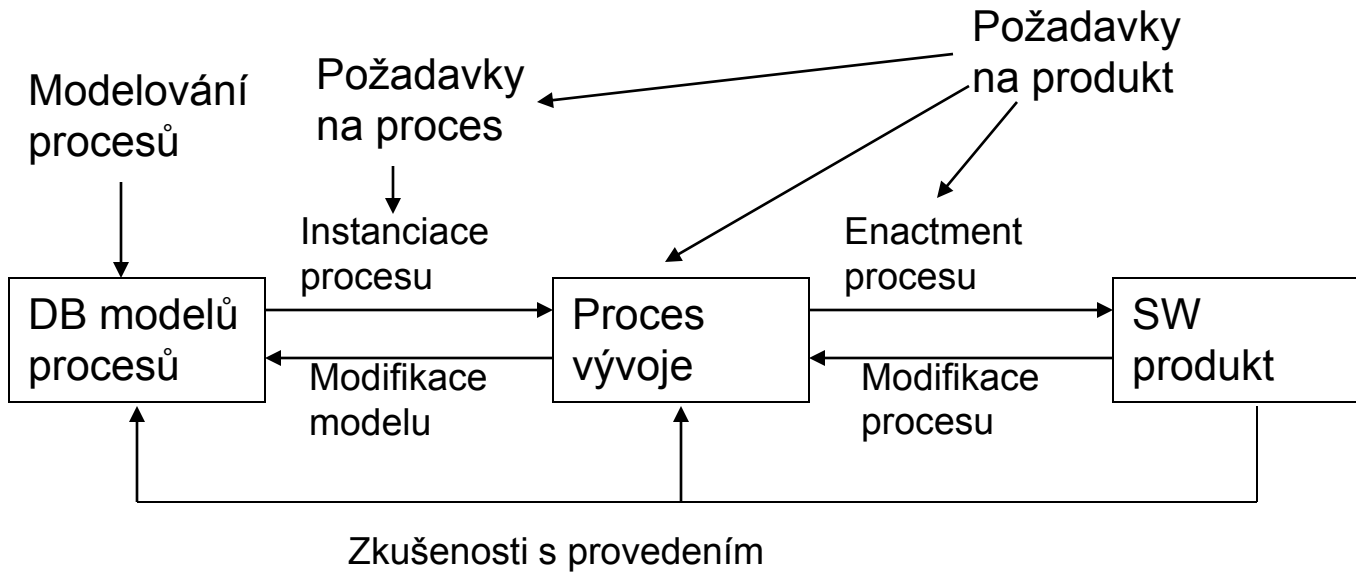 Požadavky
na produkt
Modelování
procesů
Požadavky
na proces
Instanciace
procesu
Enactment
procesu
DB modelů
procesů
Proces
vývoje
SW
produkt
Modifikace
modelu
Modifikace
procesu
Zkušenosti s provedením